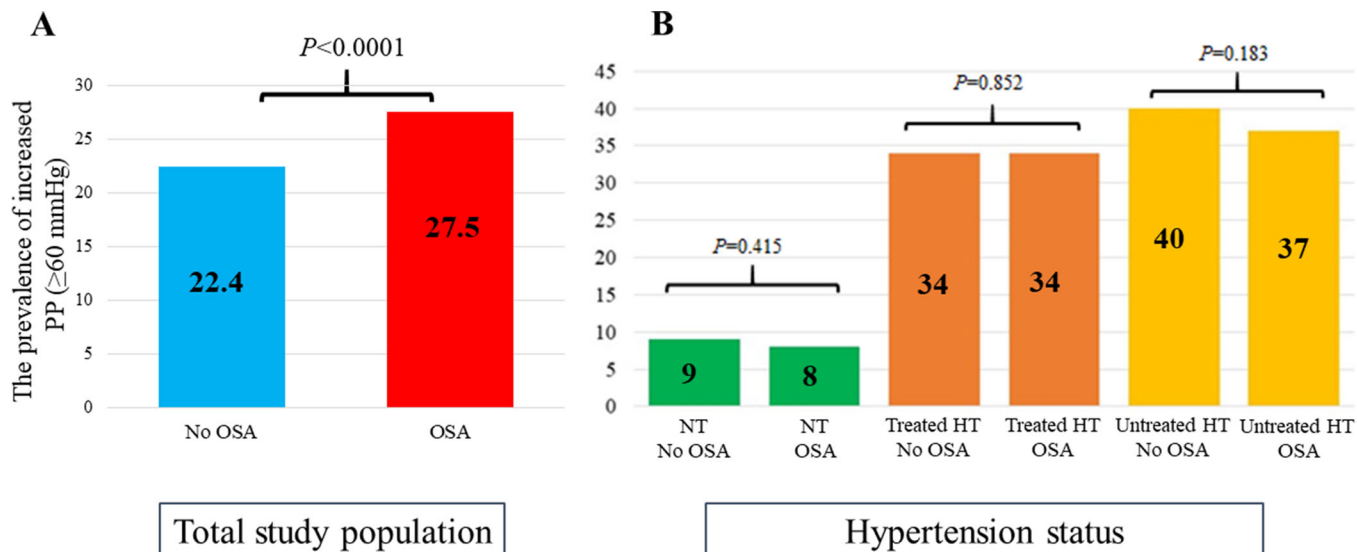 A
P<0.0001
The prevalence of increased
PP (≥60 mmHg)
30
25
20
15
10
5
0
22.4
27.5
No OSA
OSA
Total study population
B
P=0.415
P=0.852
P=0.183
45
40
35
30
25
20
15
10
5
0
9
8
34
34
40
37
NT
No OSA
NT
OSA
Treated HT
No OSA
Treated HT
OSA
Untreated HT
No OSA
Untreated HT
OSA
Hypertension status